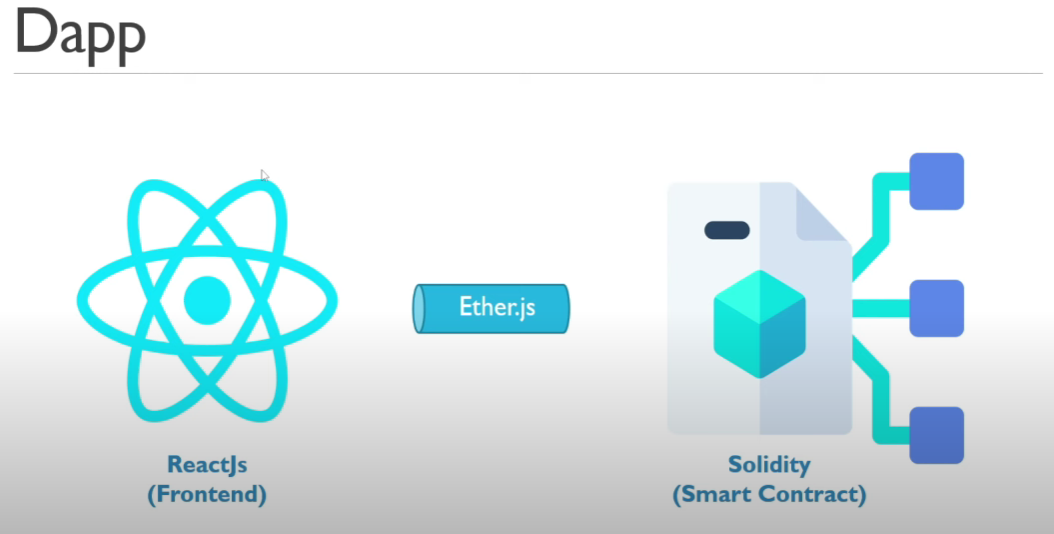 Dapp
Ether.js
ReactJs
(Frontend)
Solidity
(Smart Contract)